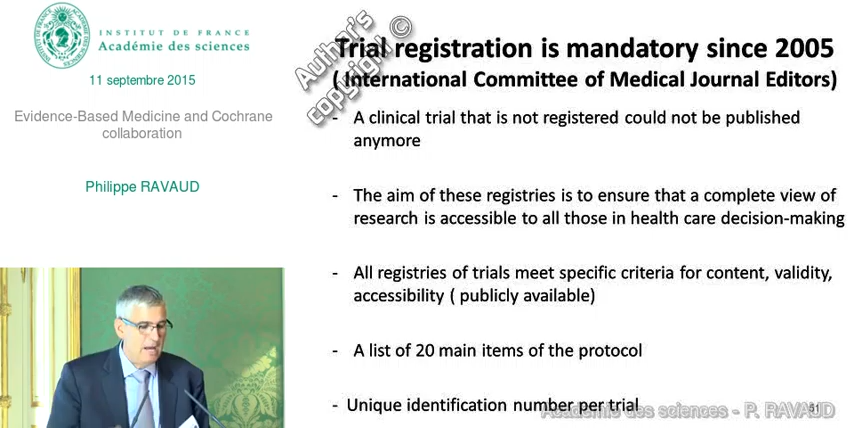 INSTITUT DE FRANCE
Académie des sciences
11 septembre 2015
Evidence-Based Medicine and Cochrane
collaboration
Philippe RAVAUD
Author's
copyright ©
Trial registration is mandatory since 2005
( International Committee of Medical Journal Editors)
- A clinical trial that is not registered could not be published
anymore
- The aim of these registries is to ensure that a complete view of
research is accessible to all those in health care decision-making
- All registries of trials meet specific criteria for content, validity,
accessibility ( publicly available)
- A list of 20 main items of the protocol
- Unique identification number per trial
Académie des sciences - P. RAVAUD